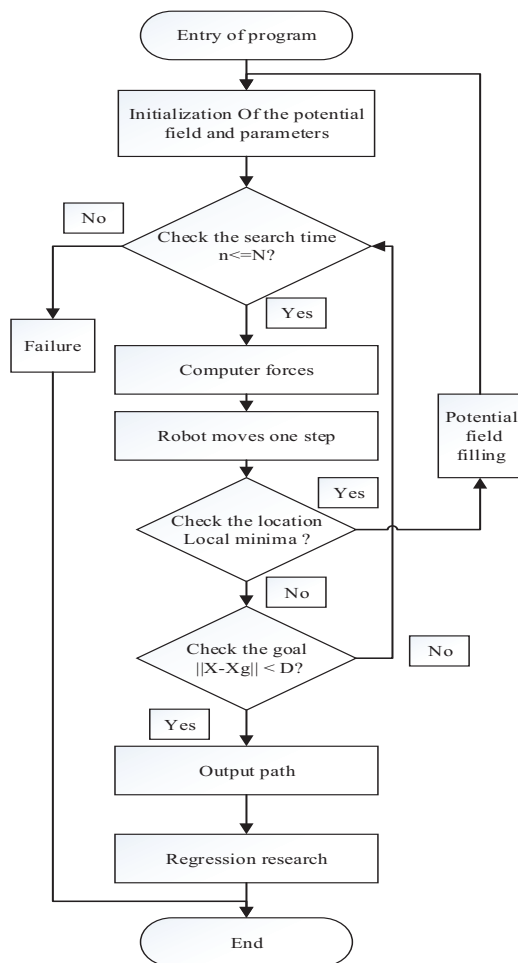 Entry of program
Initialization Of the potential
field and parameters
No
Check the search time
n<=N?
Yes
Failure
Computer forces
Robot moves one step
Potential
field
filling
Yes
Check the location
Local minima ?
No
Check the goal
||X-Xg|| < D?
No
Yes
Output path
Regression research
End